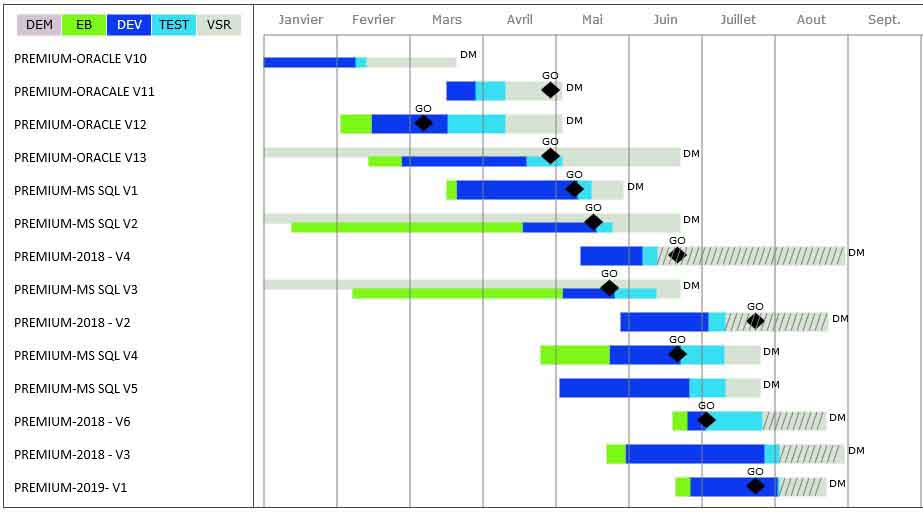 DEM EB DEV TEST VSR Janvier Fevrier Mars Avril Mai Juin Juillet Aout Sept.
PREMIUM-ORACLE V10 DM
PREMIUM-ORACALE V11 GO DM
PREMIUM-ORACLE V12 GO DM
PREMIUM-ORACLE V13 GO DM
PREMIUM-MS SQL V1 GO DM
PREMIUM-MS SQL V2 GO DM
PREMIUM-2018 - V4 GO DM
PREMIUM-MS SQL V3 GO DM
PREMIUM-2018 - V2 GO DM
PREMIUM-MS SQL V4 GO DM
PREMIUM-MS SQL V5 DM
PREMIUM-2018 - V6 GO DM
PREMIUM-2018 - V3 DM
PREMIUM-2019- V1 GO DM